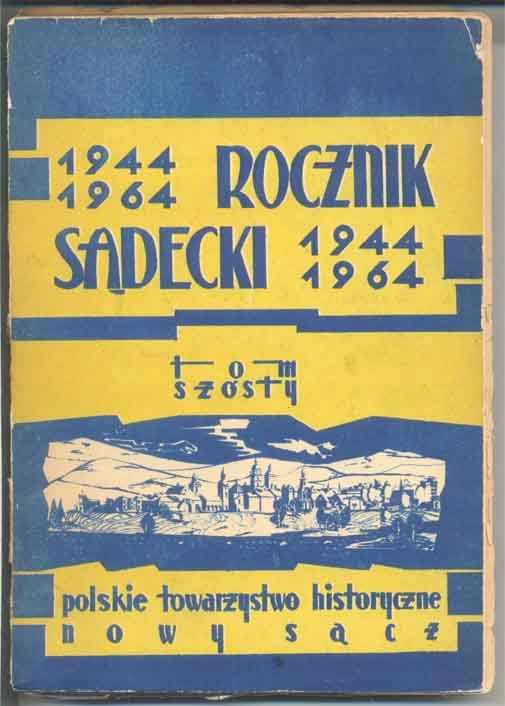 1944 ROCZNIK
1964
SĄDECKI 1944
1964
tom
szósty
polskie towarzystwo historyczne
nowy sącz